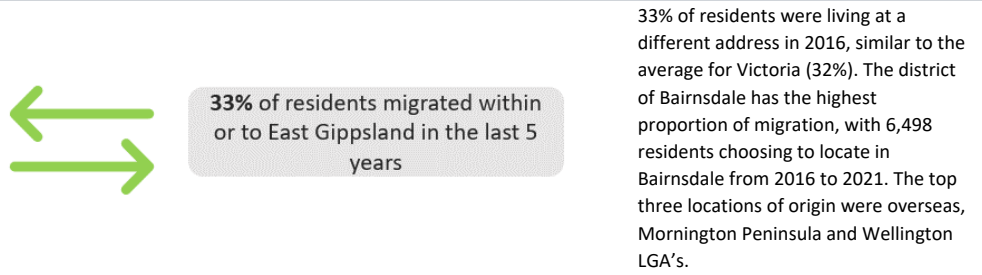 33% of residents migrated within
or to East Gippsland in the last 5
years
33% of residents were living at a
different address in 2016, similar to the
average for Victoria (32%). The district
of Bairnsdale has the highest
proportion of migration, with 6,498
residents choosing to locate in
Bairnsdale from 2016 to 2021. The top
three locations of origin were overseas,
Mornington Peninsula and Wellington
LGA's.